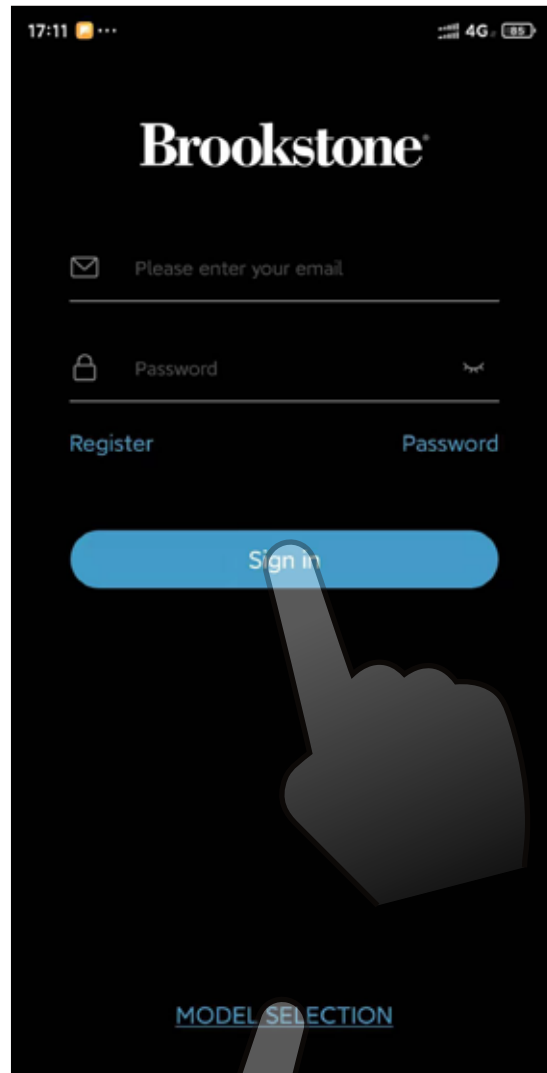 17:11 ... 4G 85
Brookstone®
Please enter your email
Password
Register Password
Sign in
MODEL SELECTION